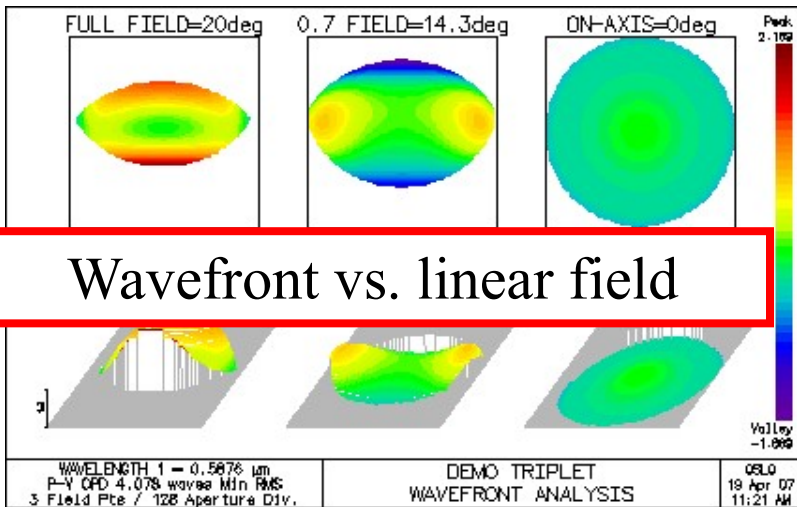 FULL FIELD=20deg
0.7 FIELD=14.3deg
ON-AXIS=0deg
Peak
2.189
Wavefront vs. linear field
3
Valley
-1.889
WAVELENGTH 1 = 0.5876 µm
P-V OPD 4.078 waves Min RMS
3 Field Pts / 128 Aperture Div.
DEMO TRIPLET
WAVEFRONT ANALYSIS
OSLO
19 Apr 07
11:21 AM